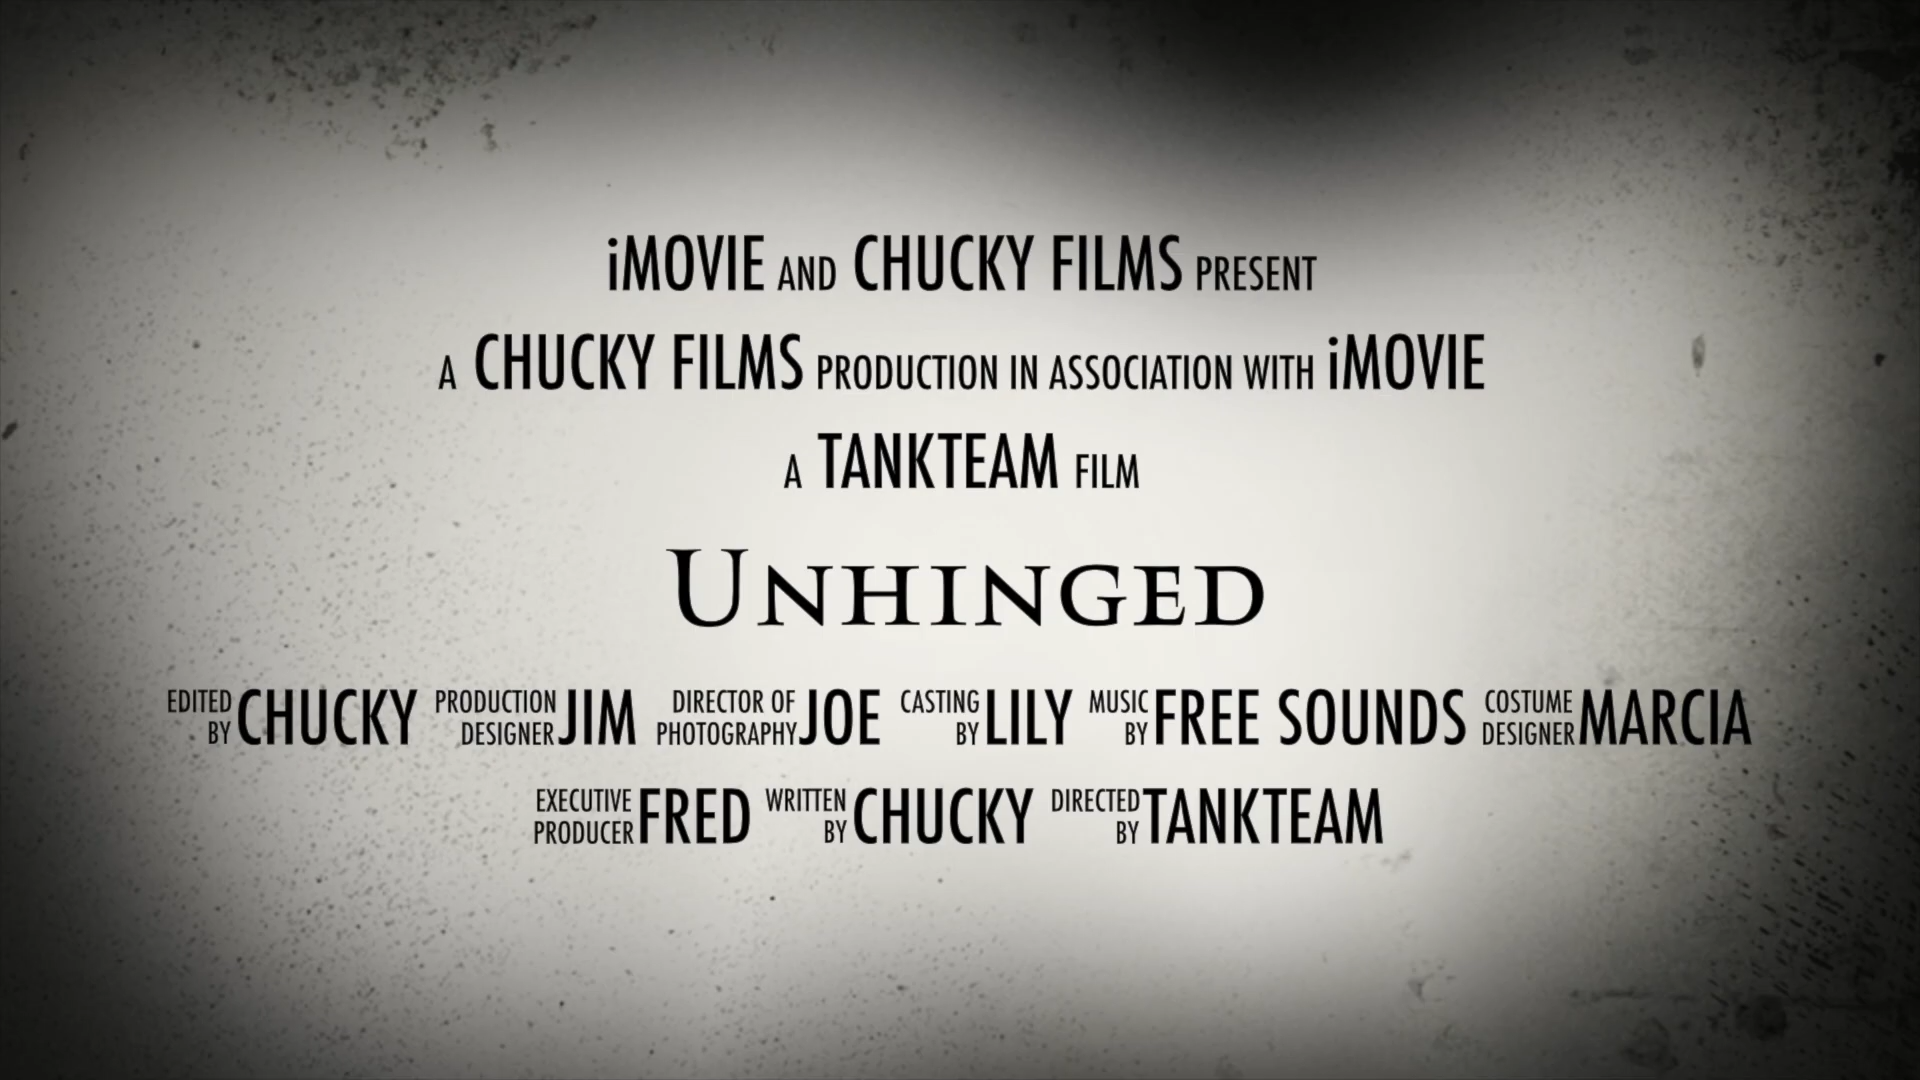 iMOVIE AND CHUCKY FILMS PRESENT
A CHUCKY FILMS PRODUCTION IN ASSOCIATION WITH iMOVIE
A TANKTEAM FILM
UNHINGED
EDITED BY CHUCKY PRODUCTION DESIGNER JIM DIRECTOR OF PHOTOGRAPHY JOE CASTING BY LILY MUSIC BY FREE SOUNDS COSTUME DESIGNER MARCIA
EXECUTIVE PRODUCER FRED WRITTEN BY CHUCKY DIRECTED BY TANKTEAM